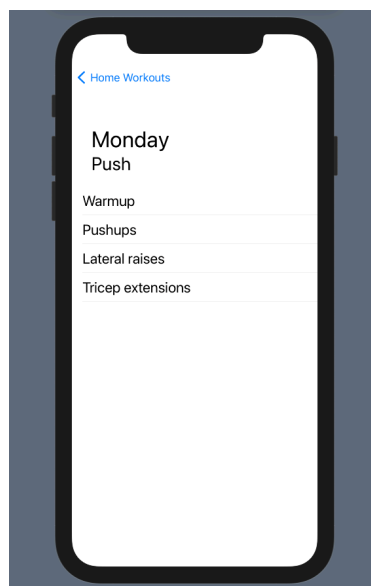 Home Workouts
Monday
Push
Warmup
Pushups
Lateral raises
Tricep extensions